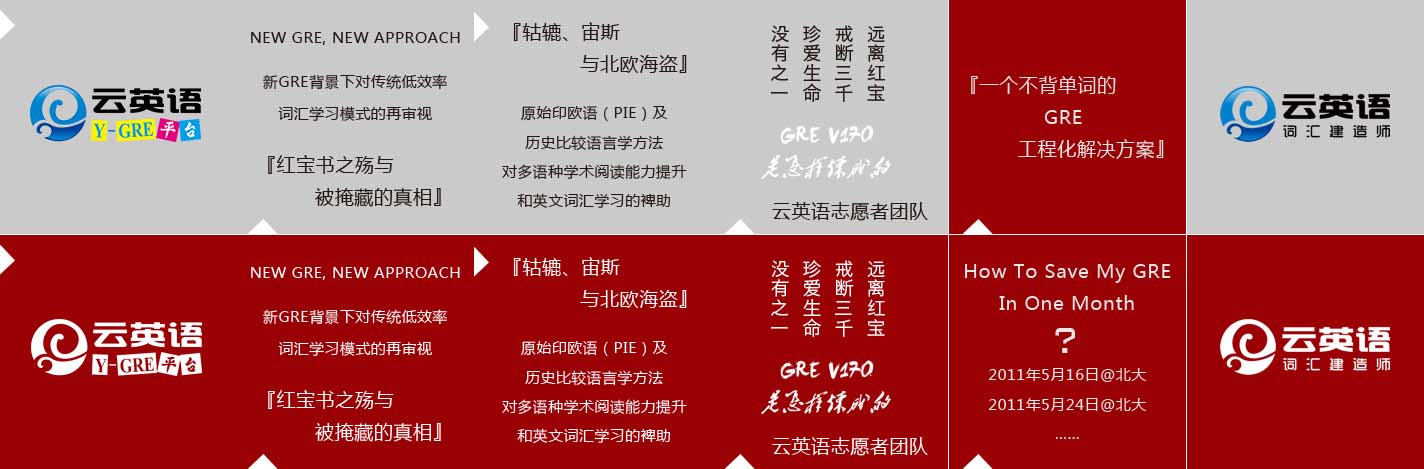 云英语
Y-GRE平台
NEW GRE, NEW APPROACH
新GRE背景下对传统低效率
词汇学习模式的再审视
『红宝书之殇与
被掩藏的真相』
『轱辘、宙斯
与北欧海盗』
原始印欧语（PIE）及
历史比较语言学方法
对多语种学术阅读能力提升
和英文词汇学习的裨助
远离红宝
戒断三千
珍爱生命
没有之一
GRE V170
是怎样炼成的
云英语志愿者团队
『一个不背单词的
GRE
工程化解决方案』
云英语
词汇建造师
云英语
Y-GRE平台
NEW GRE, NEW APPROACH
新GRE背景下对传统低效率
词汇学习模式的再审视
『红宝书之殇与
被掩藏的真相』
『轱辘、宙斯
与北欧海盗』
原始印欧语（PIE）及
历史比较语言学方法
对多语种学术阅读能力提升
和英文词汇学习的裨助
远离红宝
戒断三千
珍爱生命
没有之一
GRE V170
是怎样炼成的
云英语志愿者团队
How To Save My GRE
In One Month
?
2011年5月16日@北大
2011年5月24日@北大
……
云英语
词汇建造师